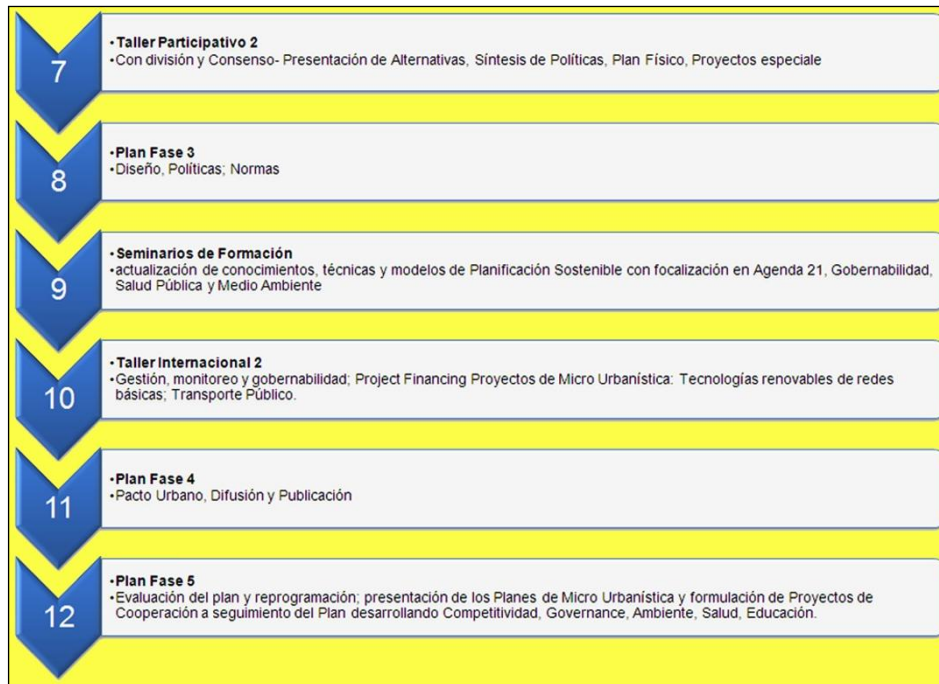 7
•Taller Participativo 2
•Con división y Consenso- Presentación de Alternativas, Síntesis de Políticas, Plan Físico, Proyectos especiale
8
•Plan Fase 3
•Diseño, Políticas; Normas
9
•Seminarios de Formación
•actualización de conocimientos, técnicas y modelos de Planificación Sostenible con focalización en Agenda 21, Gobernabilidad,
Salud Pública y Medio Ambiente
10
•Taller Internacional 2
•Gestión, monitoreo y gobernabilidad; Project Financing Proyectos de Micro Urbanística: Tecnologías renovables de redes
básicas; Transporte Público.
11
•Plan Fase 4
•Pacto Urbano, Difusión y Publicación
12
•Plan Fase 5
•Evaluación del plan y reprogramación; presentación de los Planes de Micro Urbanística y formulación de Proyectos de
Cooperación a seguimiento del Plan desarrollando Competitividad, Governance, Ambiente, Salud, Educación.